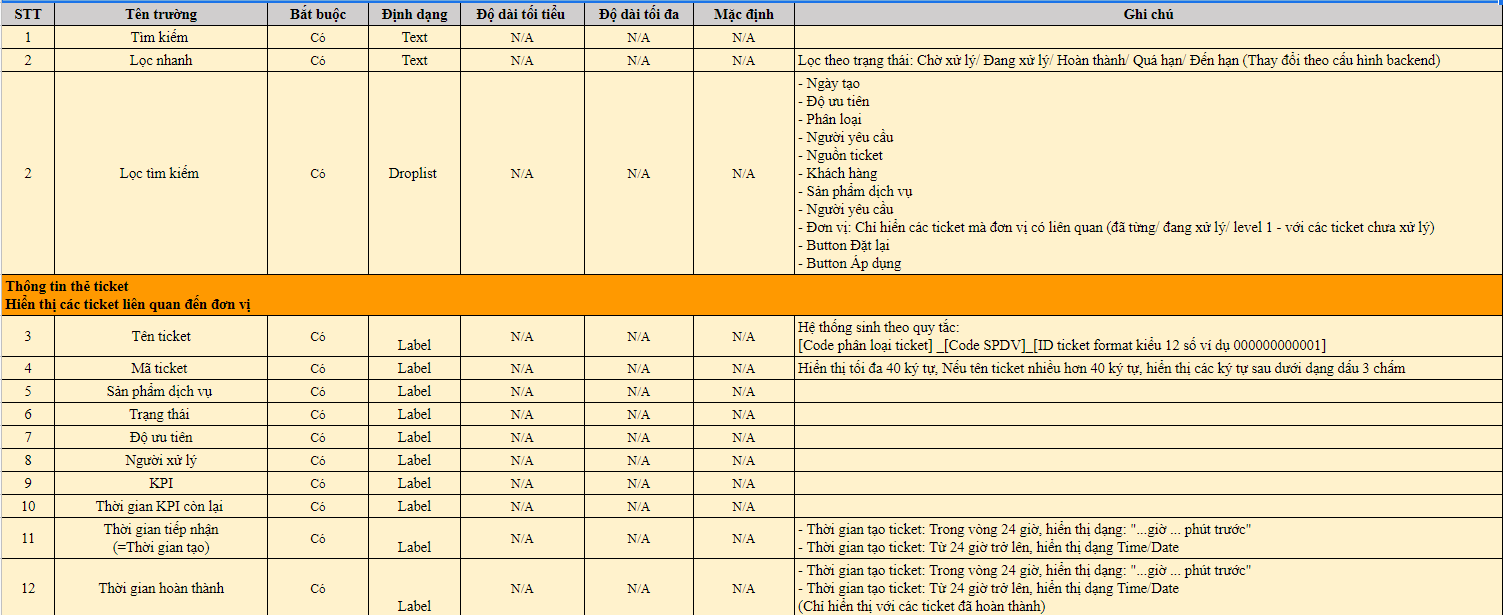 STT Tên trường Bắt buộc Định dạng Độ dài tối tiểu Độ dài tối đa Mặc định Ghi chú
1 Tìm kiếm Có Text N/A N/A N/A
2 Lọc nhanh Có Text N/A N/A N/A Lọc theo trạng thái: Chờ xử lý/ Đang xử lý/ Hoàn thành/ Quá hạn/ Đến hạn (Thay đổi theo cấu hình backend)
2 Lọc tìm kiếm Có Droplist N/A N/A N/A
- Ngày tạo
- Độ ưu tiên
- Phân loại
- Người yêu cầu
- Nguồn ticket
- Khách hàng
- Sản phẩm dịch vụ
- Người yêu cầu
- Đơn vị: Chỉ hiển các ticket mà đơn vị có liên quan (đã từng/ đang xử lý/ level 1 - với các ticket chưa xử lý)
- Button Đặt lại
- Button Áp dụng
Thông tin thẻ ticket
Hiển thị các ticket liên quan đến đơn vị
3 Tên ticket Có Label N/A N/A N/A
Hệ thống sinh theo quy tắc:
[Code phân loại ticket] _[Code SPDV]_[ID ticket format kiểu 12 số ví dụ 000000000001]
4 Mã ticket Có Label N/A N/A N/A Hiển thị tối đa 40 ký tự, Nếu tên ticket nhiều hơn 40 ký tự, hiển thị các ký tự sau dưới dạng dấu 3 chấm
5 Sản phẩm dịch vụ Có Label N/A N/A N/A
6 Trạng thái Có Label N/A N/A N/A
7 Độ ưu tiên Có Label N/A N/A N/A
8 Người xử lý Có Label N/A N/A N/A
9 KPI Có Label N/A N/A N/A
10 Thời gian KPI còn lại Có Label N/A N/A N/A
11 Thời gian tiếp nhận
(=Thời gian tạo) Có Label N/A N/A N/A
- Thời gian tạo ticket: Trong vòng 24 giờ, hiển thị dạng: "...giờ ... phút trước"
- Thời gian tạo ticket: Từ 24 giờ trở lên, hiển thị dạng Time/Date
12 Thời gian hoàn thành Có Label N/A N/A N/A
- Thời gian tạo ticket: Trong vòng 24 giờ, hiển thị dạng: "...giờ ... phút trước"
- Thời gian tạo ticket: Từ 24 giờ trở lên, hiển thị dạng Time/Date
(Chỉ hiển thị với các ticket đã hoàn thành)